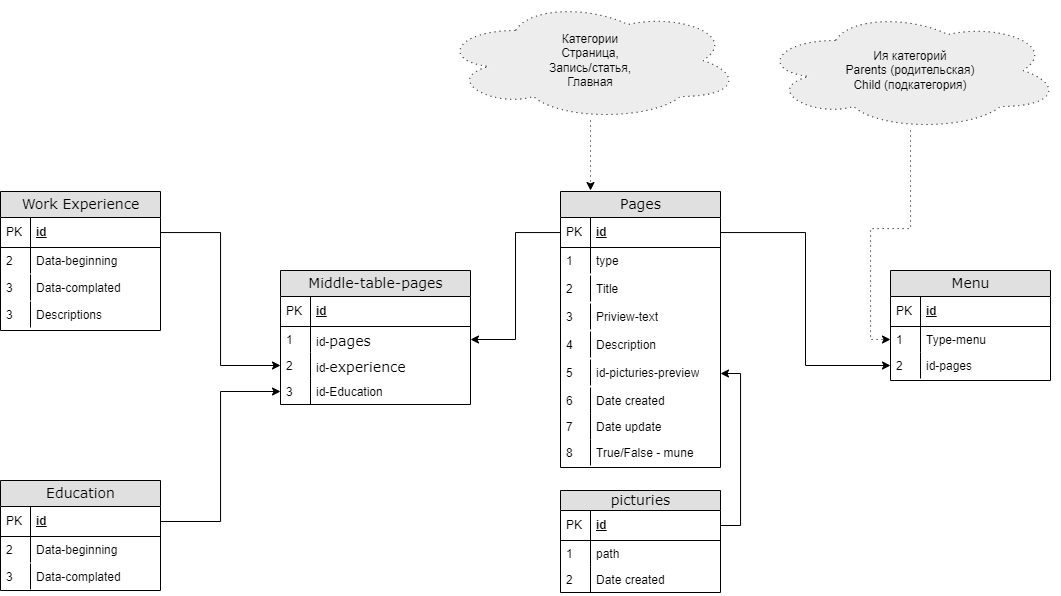 Категории
Страница,
Запись/статья,
Главная
Ия категорий
Parents (родительская)
Child (подкатегория)
Work Experience
PK id
2 Data-beginning
3 Data-complated
3 Descriptions
Middle-table-pages
PK id
1 id-pages
2 id-experience
3 id-Education
Pages
PK id
1 type
2 Title
3 Priview-text
4 Description
5 id-picturies-preview
6 Date created
7 Date update
8 True/False - mune
Menu
PK id
1 Type-menu
2 id-pages
Education
PK id
2 Data-beginning
3 Data-complated
picturies
PK id
1 path
2 Date created